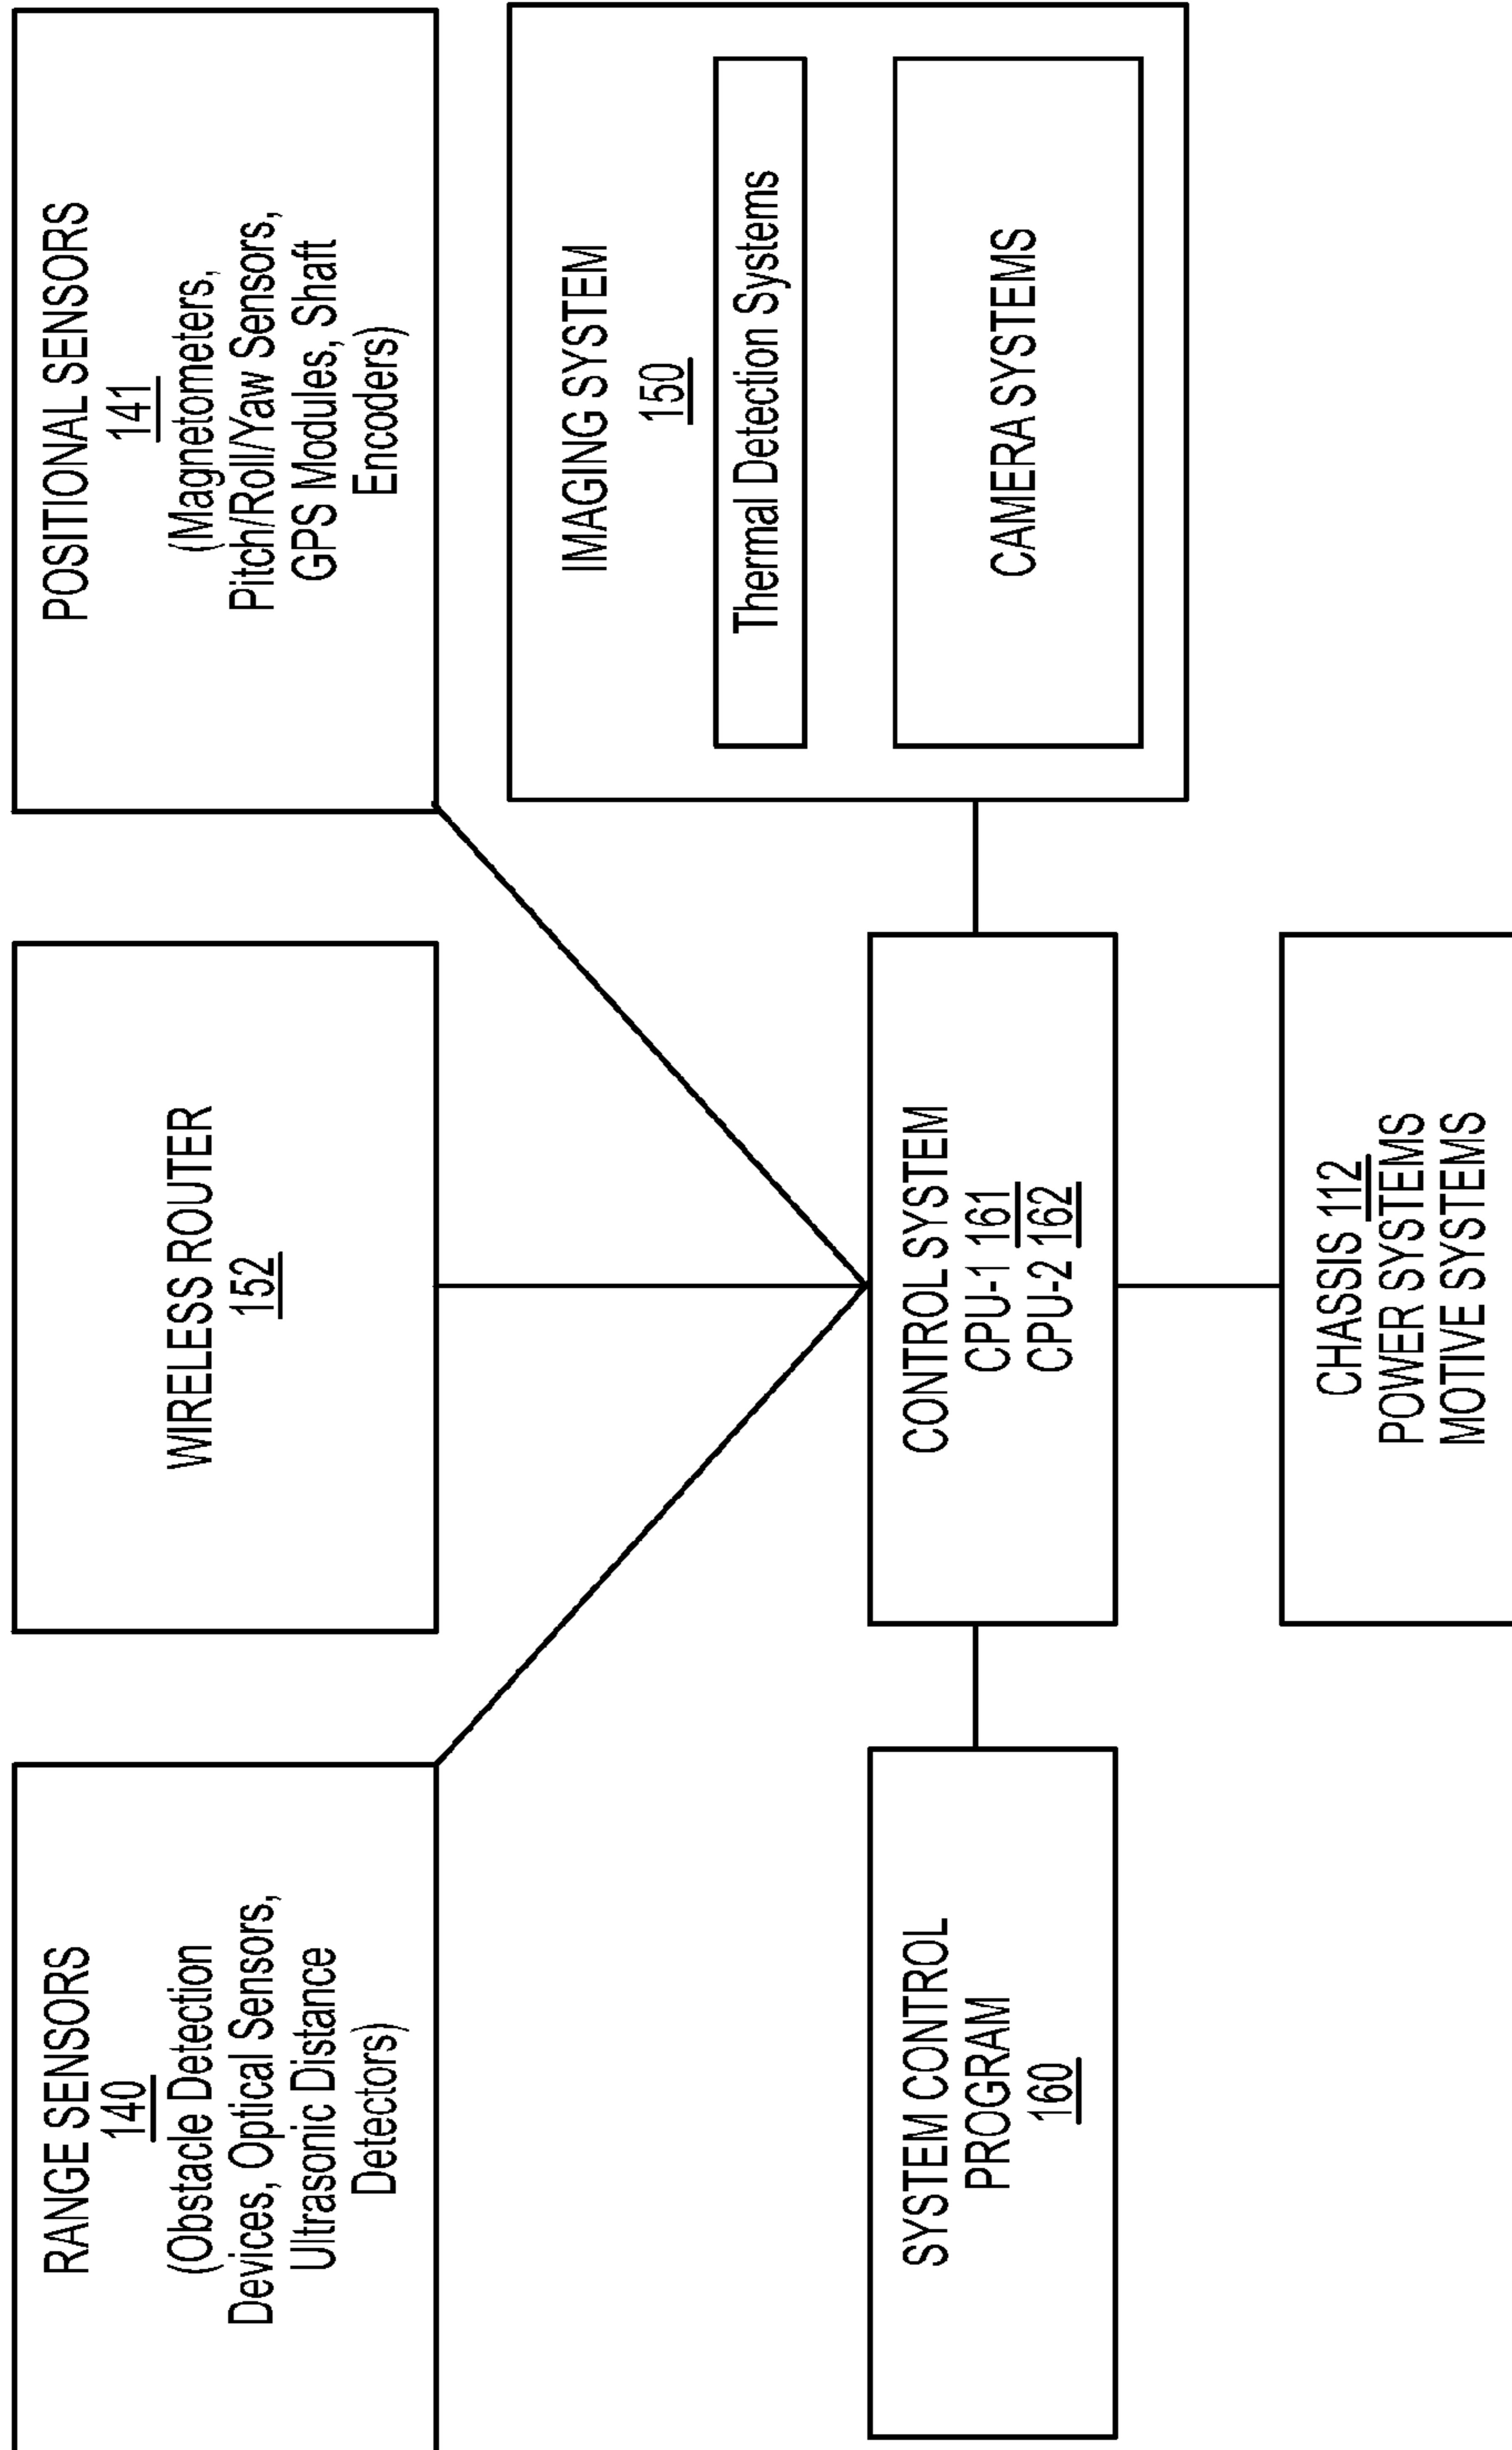 RANGE SENSORS
140
(Obstacle Detection
Devices, Optical Sensors,
Ultrasonic Distance
Detectors)
WIRELESS ROUTER
152
POSITIONAL SENSORS
141
(Magnetometers,
Pitch/Roll/Yaw Sensors,
GPS Modules, Shaft
Encoders)
SYSTEM CONTROL
PROGRAM
160
CONTROL SYSTEM
CPU-1 161
CPU-2 162
IMAGING SYSTEM
150
Thermal Detection Systems
CAMERA SYSTEMS
CHASSIS 112
POWER SYSTEMS
MOTIVE SYSTEMS